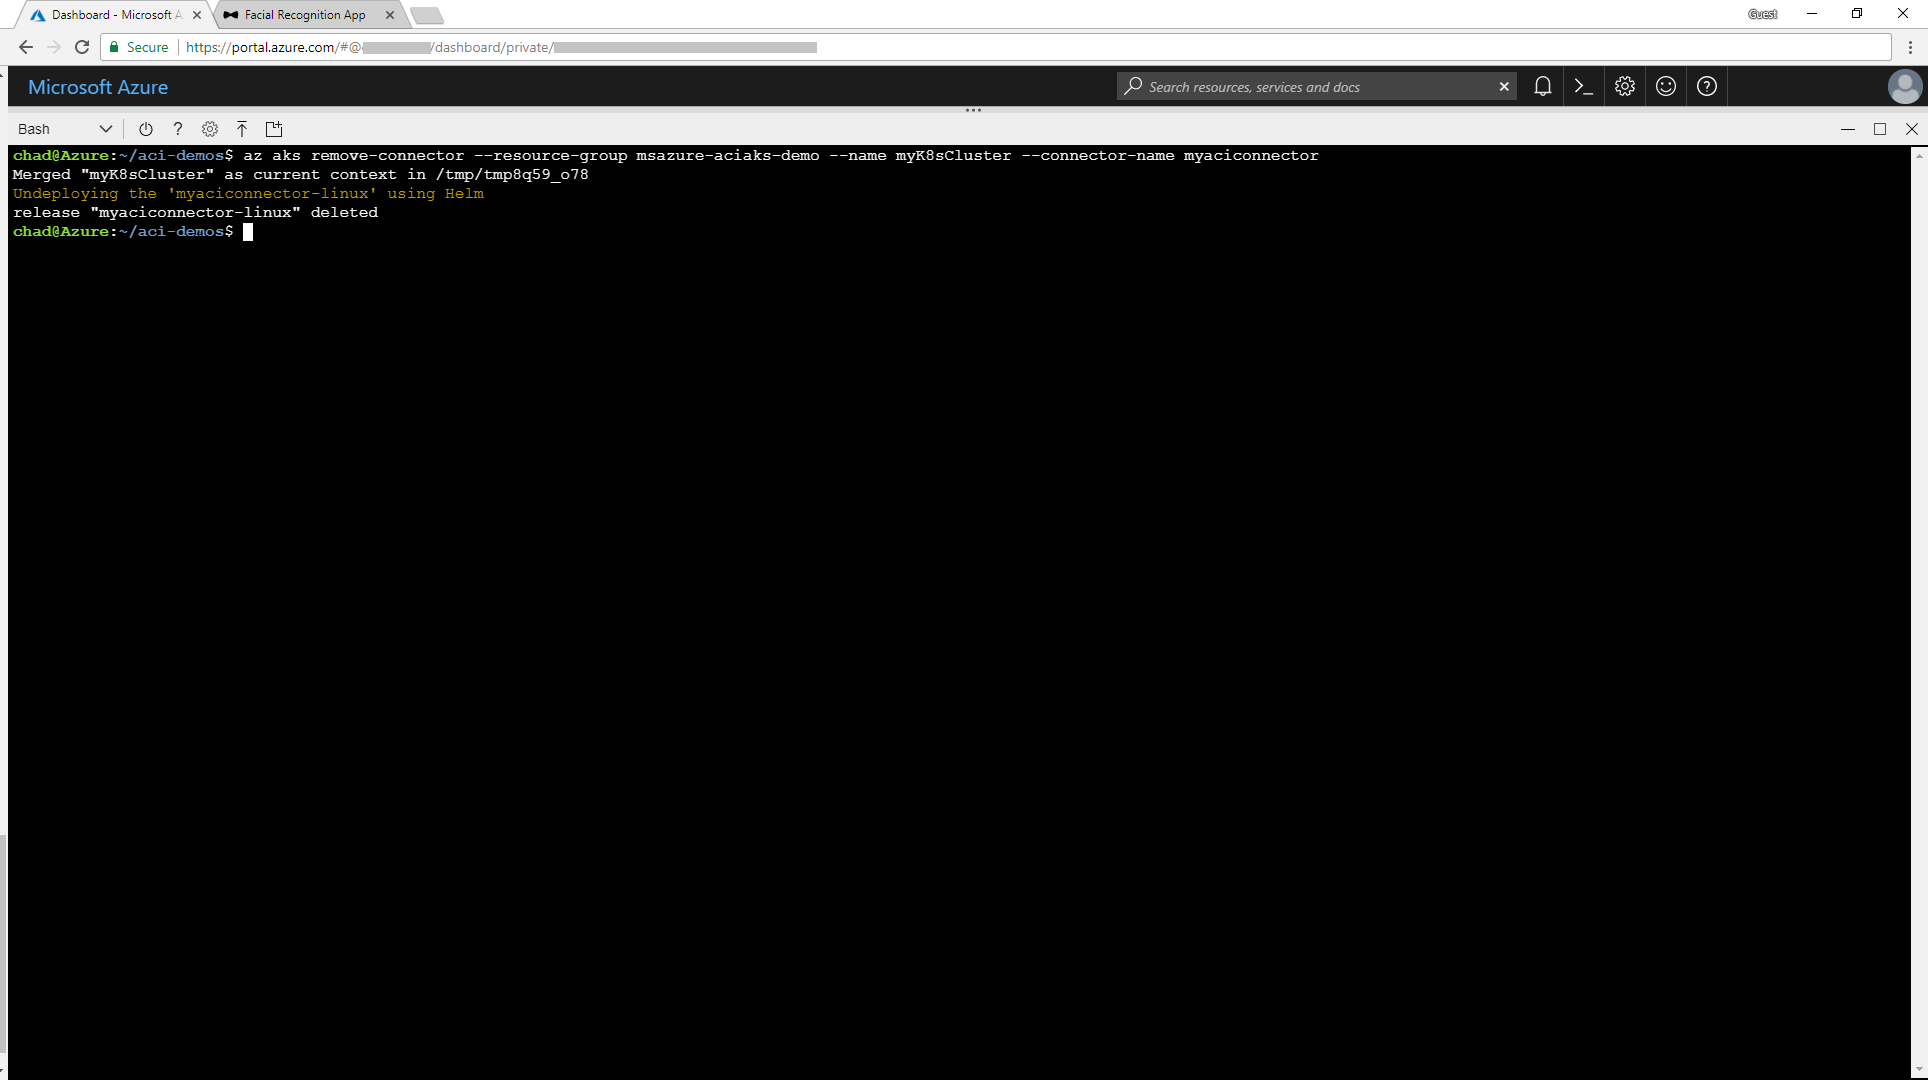 Dashboard - Microsoft A
Facial Recognition App
Guest
Secure
https://portal.azure.com/#@ /dashboard/private/
Microsoft Azure
Search resources, services and docs
Bash
chad@Azure:~/aci-demos$ az aks remove-connector --resource-group msazure-aciaks-demo --name myK8sCluster --connector-name myaciconnector
Merged "myK8sCluster" as current context in /tmp/tmp8q59_o78
Undeploying the 'myaciconnector-linux' using Helm
release "myaciconnector-linux" deleted
chad@Azure:~/aci-demos$